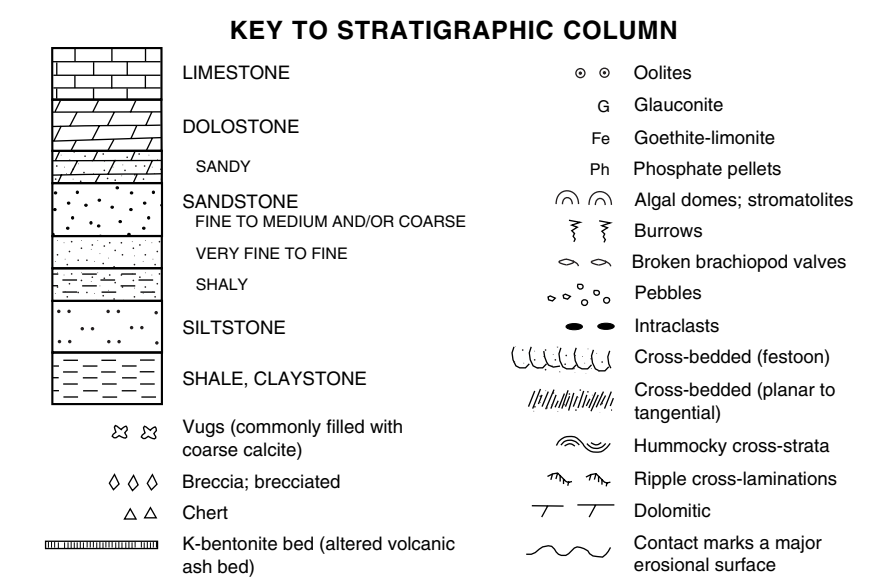 KEY TO STRATIGRAPHIC COLUMN
LIMESTONE
DOLOSTONE
SANDY
SANDSTONE
FINE TO MEDIUM AND/OR COARSE
VERY FINE TO FINE
SHALY
SILTSTONE
SHALE, CLAYSTONE
Vugs (commonly filled with
coarse calcite)
Breccia; brecciated
Chert
K-bentonite bed (altered volcanic
ash bed)
Oolites
G Glauconite
Fe Goethite-limonite
Ph Phosphate pellets
Algal domes; stromatolites
Burrows
Broken brachiopod valves
Pebbles
Intraclasts
Cross-bedded (festoon)
Cross-bedded (planar to
tangential)
Hummocky cross-strata
Ripple cross-laminations
Dolomitic
Contact marks a major
erosional surface